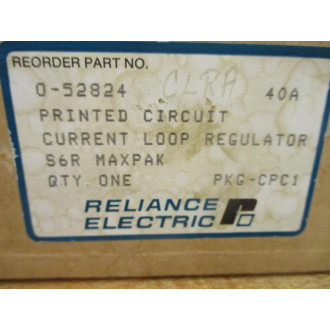 REORDER PART NO.
0-52824 CLRA 40A
PRINTED CIRCUIT
CURRENT LOOP REGULATOR
S6R MAXPAK
QTY. ONE PKG-CPC1
RELIANCE
ELECTRIC